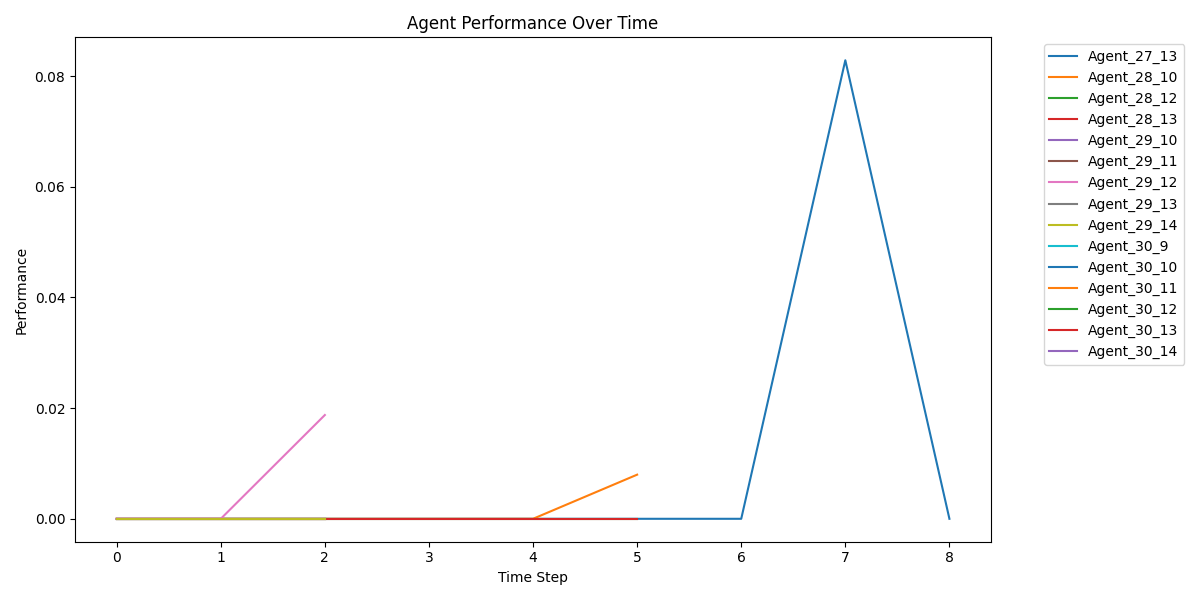 Agent Performance Over Time
Performance
0.08
0.06
0.04
0.02
0.00
0 1 2 3 4 5 6 7 8
Time Step
Agent_27_13
Agent_28_10
Agent_28_12
Agent_28_13
Agent_29_10
Agent_29_11
Agent_29_12
Agent_29_13
Agent_29_14
Agent_30_9
Agent_30_10
Agent_30_11
Agent_30_12
Agent_30_13
Agent_30_14